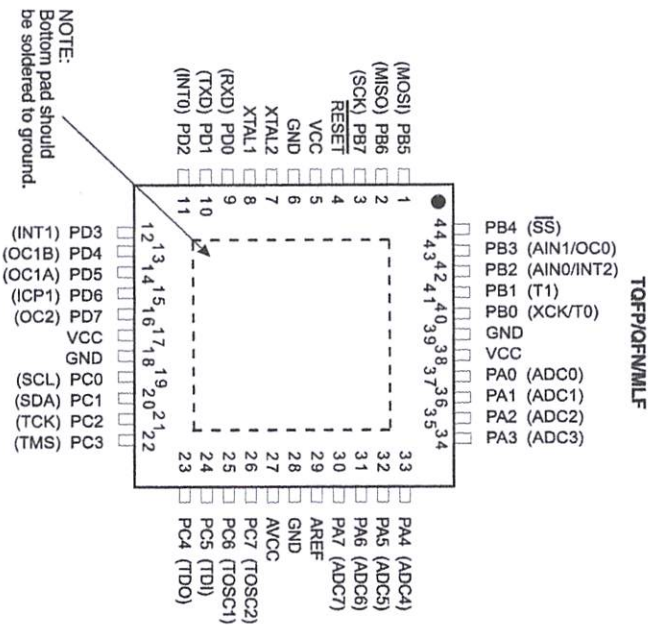 TQFP/QFN/MLF
PB4 (SS)
PB3 (AIN1/OC0)
PB2 (AIN0/INT2)
PB1 (T1)
PB0 (XCK/T0)
GND
VCC
PA0 (ADC0)
PA1 (ADC1)
PA2 (ADC2)
PA3 (ADC3)
44
43
42
41
40
39
38
37
36
35
34
(MOSI) PB5 1
(MISO) PB6 2
(SCK) PB7 3
RESET 4
VCC 5
GND 6
XTAL2 7
XTAL1 8
(RXD) PD0 9
(TXD) PD1 10
(INT0) PD2 11
33 PA4 (ADC4)
32 PA5 (ADC5)
31 PA6 (ADC6)
30 PA7 (ADC7)
29 AREF
28 GND
27 AVCC
26 PC7 (TOSC2)
25 PC6 (TOSC1)
24 PC5 (TDI)
23 PC4 (TDO)
12
13
14
15
16
17
18
19
20
21
22
(INT1) PD3
(OC1B) PD4
(OC1A) PD5
(ICP1) PD6
(OC2) PD7
VCC
GND
(SCL) PC0
(SDA) PC1
(TCK) PC2
(TMS) PC3
NOTE:
Bottom pad should
be soldered to ground.